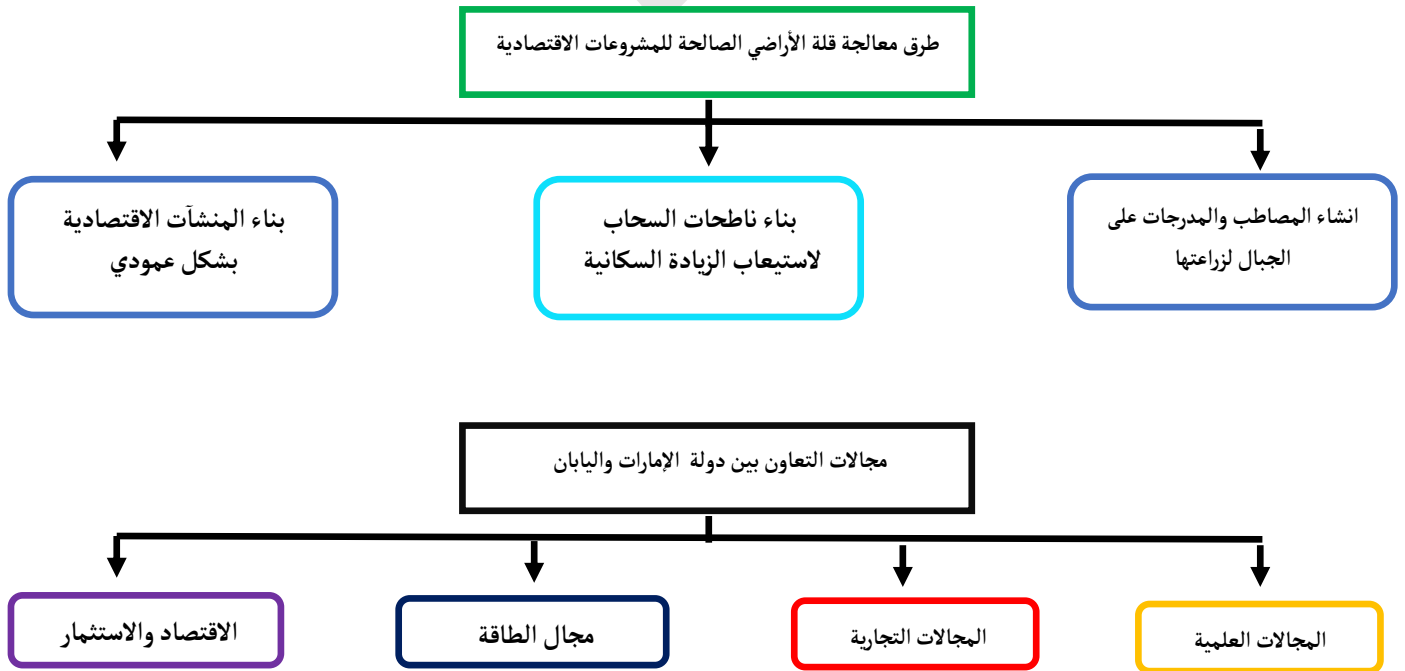 طرق معالجة قلة الأراضي الصالحة للمشروعات الاقتصادية
انشاء المصاطب والمدرجات على
الجبال لزراعتها
بناء ناطحات السحاب
لاستيعاب الزيادة السكانية
بناء المنشآت الاقتصادية
بشكل عمودي
مجالات التعاون بين دولة الإمارات واليابان
المجالات العلمية
المجالات التجارية
مجال الطاقة
الاقتصاد والاستثمار